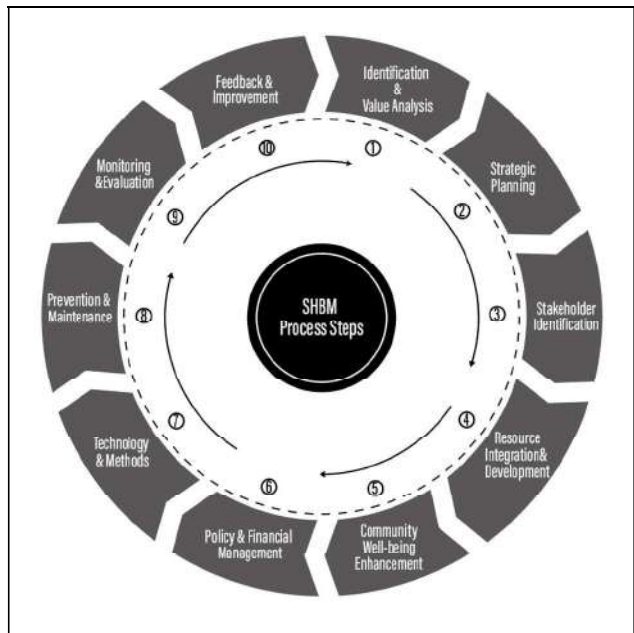 SHBM
Process Steps
①
Identification
&
Value Analysis
②
Strategic
Planning
③
Stakeholder
Identification
④
Resource
Integration&
Development
⑤
Community
Well-being
Enhancement
⑥
Policy & Financial
Management
⑦
Technology
& Methods
⑧
Prevention &
Maintenance
⑨
Monitoring
&Evaluation
⑩
Feedback &
Improvement